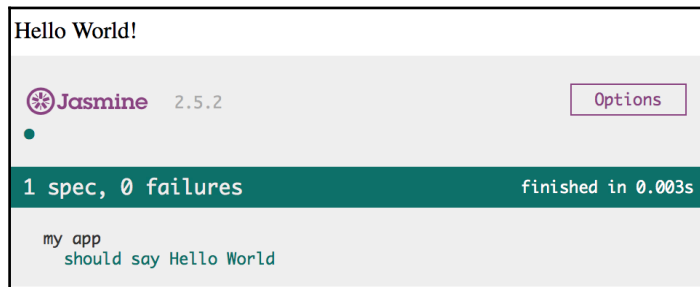 Hello World!
Jasmine 2.5.2 Options
1 spec, 0 failures finished in 0.003s
my app
should say Hello World